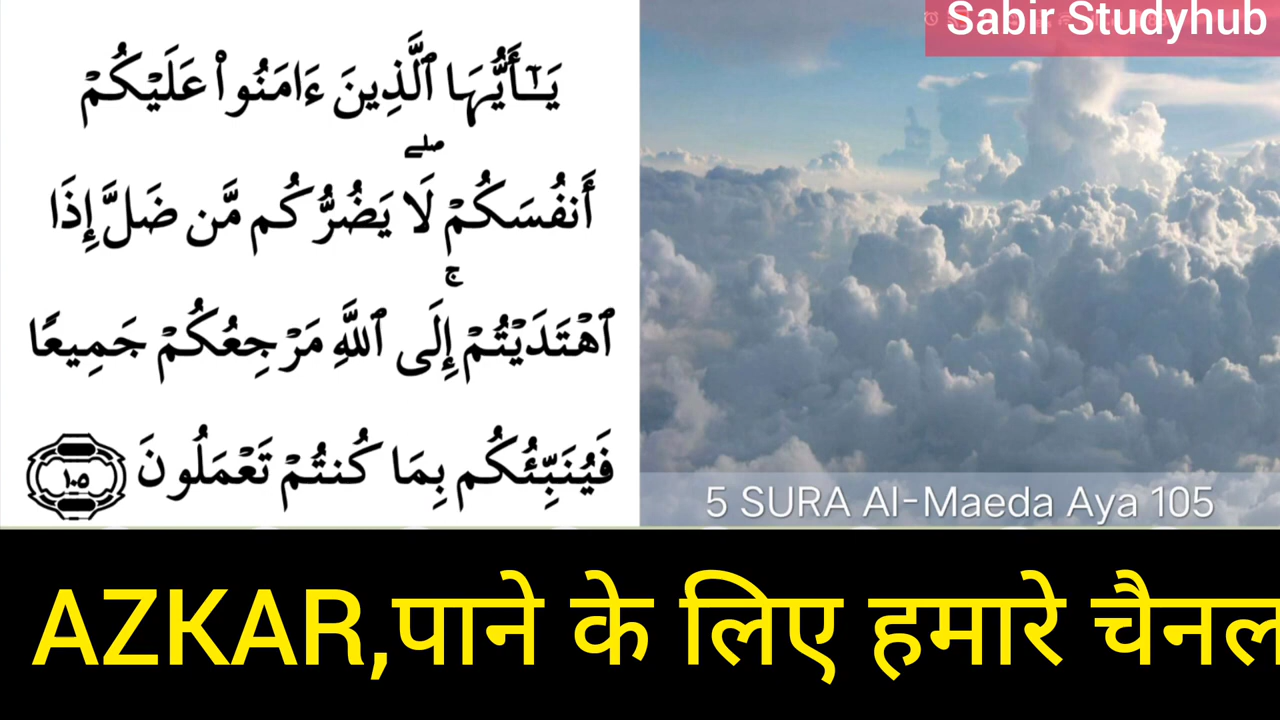 Sabir Studyhub
يَـٰٓأَيُّهَا ٱلَّذِينَ ءَامَنُوا۟ عَلَيْكُمْ
أَنفُسَكُمْ ۖ لَا يَضُرُّكُم مَّن ضَلَّ إِذَا
ٱهْتَدَيْتُمْ ۚ إِلَى ٱللَّهِ مَرْجِعُكُمْ جَمِيعًا
فَيُنَبِّئُكُم بِمَا كُنتُمْ تَعْمَلُونَ ١٠٥
5 SURA Al-Maeda Aya 105
AZKAR,पाने के लिए हमारे चैनल